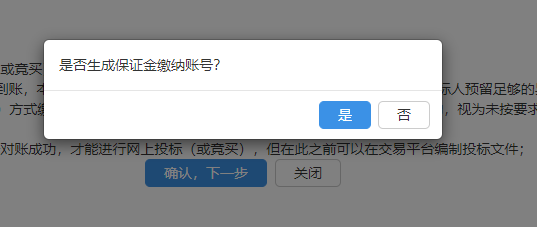 是否生成保证金缴纳账号?
是 否
或竞买
到账，
标人预留足够的
）方式
，视为未按要求
对账成功，才能进行网上投标（或竞买），但在此之前可以在交易平台编制投标文件；
确认，下一步 关闭